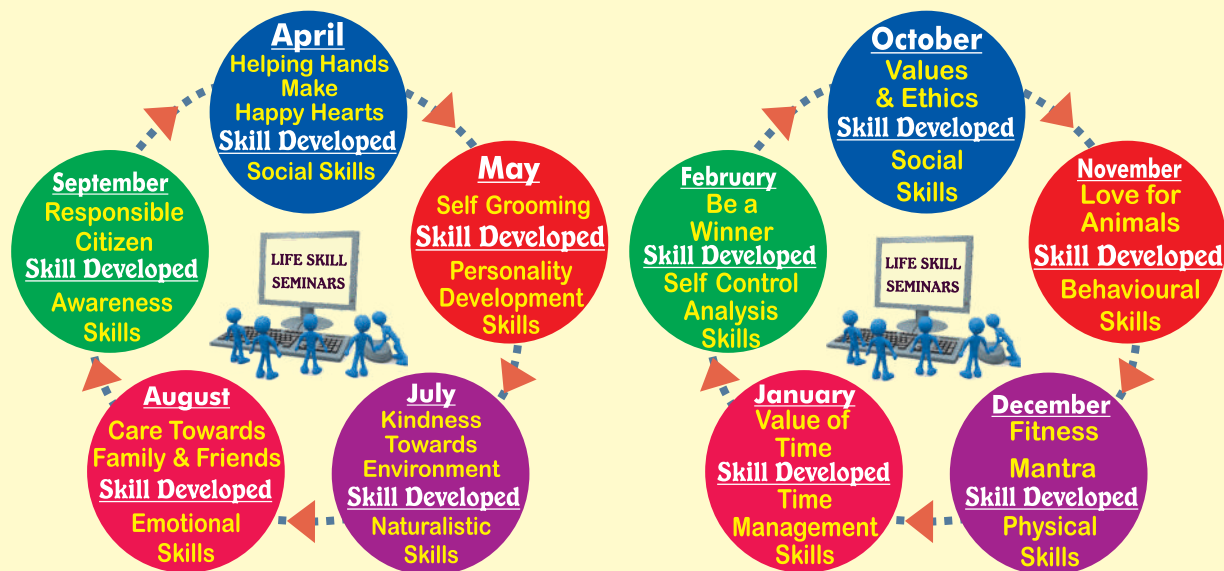 April
Helping Hands
Make
Happy Hearts
Skill Developed
Social Skills
May
Self Grooming
Skill Developed
Personality
Development
Skills
July
Kindness
Towards
Environment
Skill Developed
Naturalistic
Skills
August
Care Towards
Family & Friends
Skill Developed
Emotional
Skills
September
Responsible
Citizen
Skill Developed
Awareness
Skills
LIFE SKILL
SEMINARS
October
Values
& Ethics
Skill Developed
Social
Skills
November
Love for
Animals
Skill Developed
Behavioural
Skills
December
Fitness
Mantra
Skill Developed
Physical
Skills
January
Value of
Time
Skill Developed
Time
Management
Skills
February
Be a
Winner
Skill Developed
Self Control
Analysis
Skills
LIFE SKILL
SEMINARS